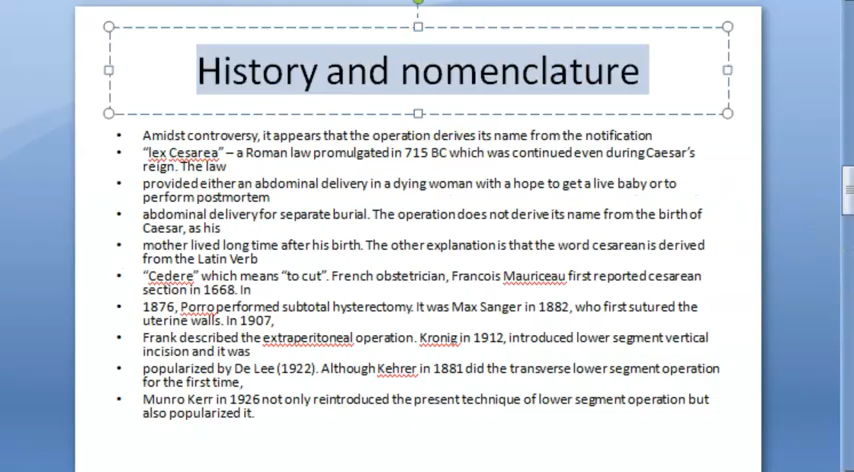 History and nomenclature
• Amidst controversy, it appears that the operation derives its name from the notification
• “lex Cesarea” – a Roman law promulgated in 715 BC which was continued even during Caesar’s
reign. The law
• provided either an abdominal delivery in a dying woman with a hope to get a live baby or to
perform postmortem
• abdominal delivery for separate burial. The operation does not derive its name from the birth of
Caesar, as his
• mother lived long time after his birth. The other explanation is that the word cesarean is derived
from the Latin Verb
• “Cedere” which means “to cut”. French obstetrician, Francois Mauriceau first reported cesarean
section in 1668. In
• 1876, Porro performed subtotal hysterectomy. It was Max Sanger in 1882, who first sutured the
uterine walls. In 1907,
• Frank described the extraperitoneal operation. Kronig in 1912, introduced lower segment vertical
incision and it was
• popularized by De Lee (1922). Although Kehrer in 1881 did the transverse lower segment operation
for the first time,
• Munro Kerr in 1926 not only reintroduced the present technique of lower segment operation but
also popularized it.